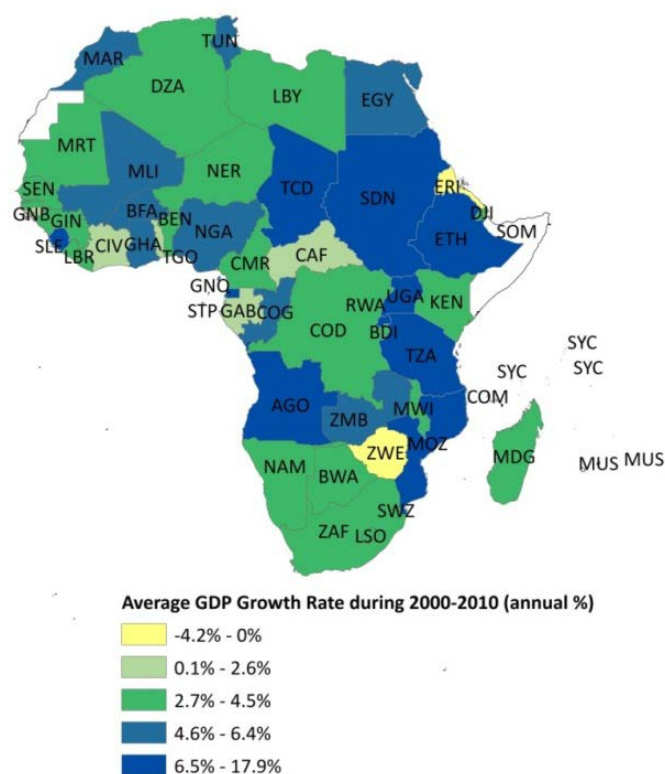 TUN
MAR
DZA
LBY
EGY
MRT
MLI
NER
TCD
SDN
ERI
SEN
GNB
GIN
BFA
BEN
DJI
SLE
LBR
CIV
GHA
TGO
NGA
CMR
CAF
ETH
SOM
GNQ
STP
GAB
COG
COD
RWA
UGA
KEN
BDI
TZA
SYC
SYC
SYC
COM
AGO
ZMB
MWI
ZWE
MOZ
MDG
MUS
MUS
NAM
BWA
SWZ
ZAF
LSO
Average GDP Growth Rate during 2000-2010 (annual %)
-4.2% - 0%
0.1% - 2.6%
2.7% - 4.5%
4.6% - 6.4%
6.5% - 17.9%